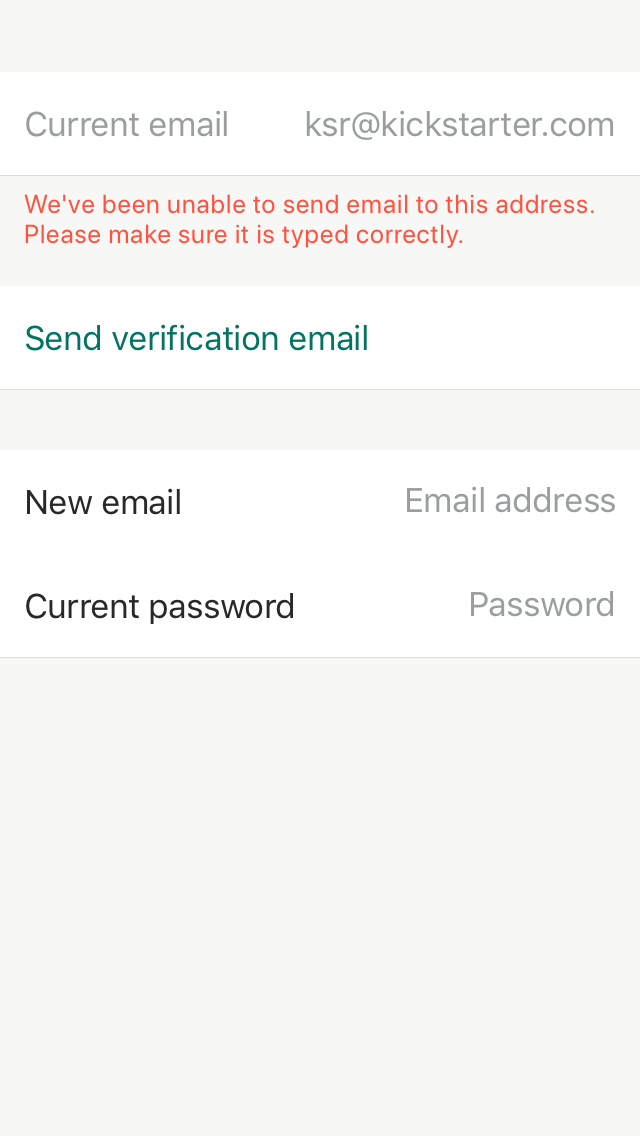 Current email ksr@kickstarter.com
We've been unable to send email to this address.
Please make sure it is typed correctly.
Send verification email
New email Email address
Current password Password